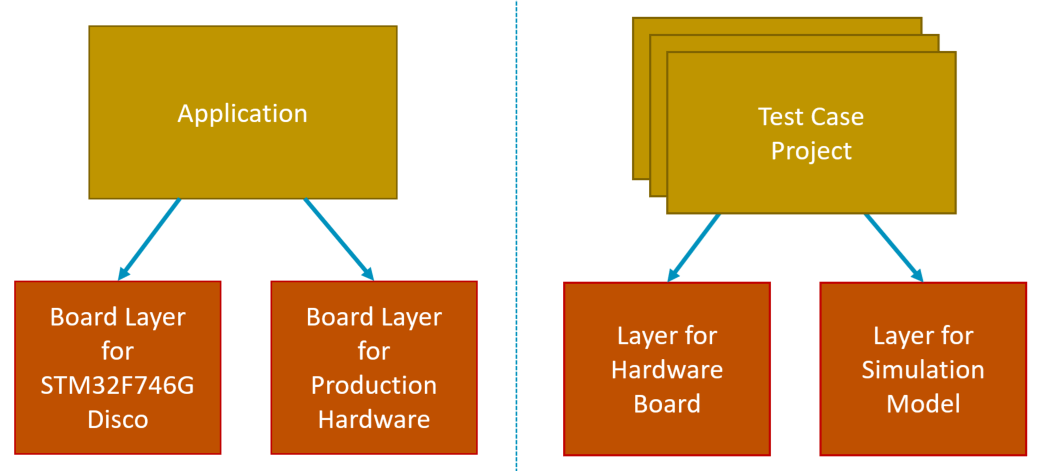 Application
Board Layer
for
STM32F746G
Disco
Board Layer
for
Production
Hardware
Test Case
Project
Layer for
Hardware
Board
Layer for
Simulation
Model